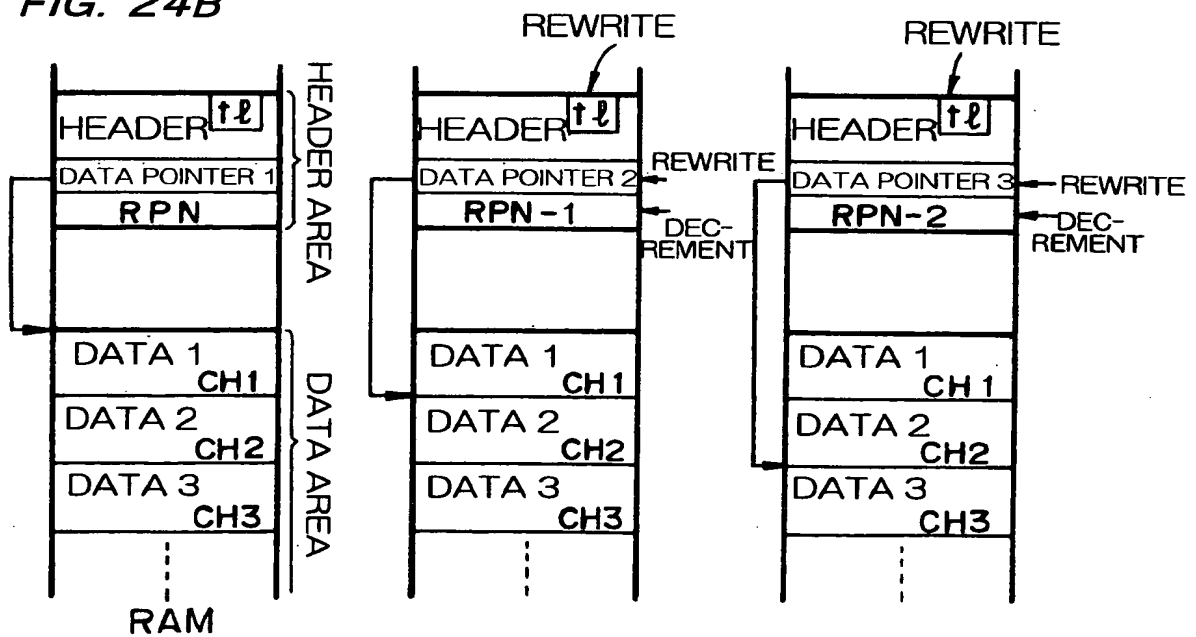 FIG. 24B
HEADER tℓ
DATA POINTER 1
RPN
HEADER AREA
DATA 1
CH1
DATA 2
CH2
DATA 3
CH3
DATA AREA
RAM
REWRITE
HEADER tℓ
DATA POINTER 2
REWRITE
RPN-1
DEC-
REMENT
DATA 1
CH1
DATA 2
CH2
DATA 3
CH3
REWRITE
HEADER tℓ
DATA POINTER 3
REWRITE
RPN-2
DEC-
REMENT
DATA 1
CH1
DATA 2
CH2
DATA 3
CH3